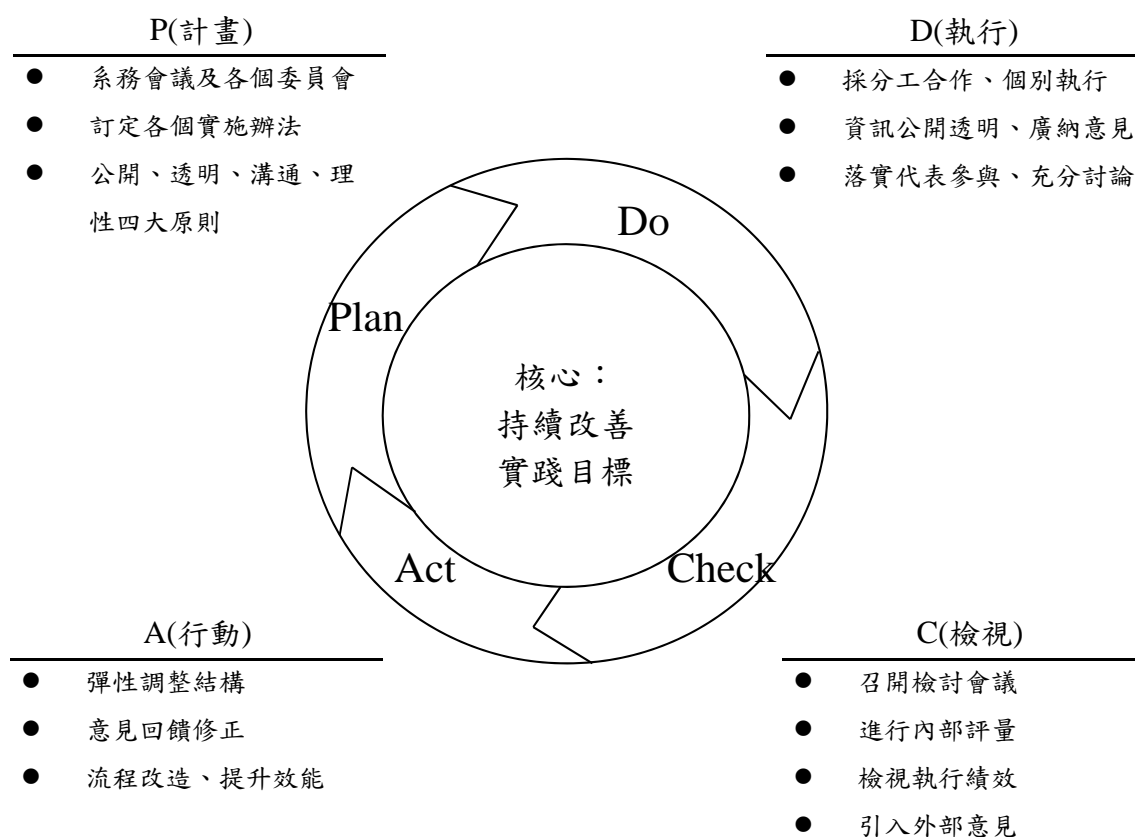 P(計畫)
● 系務會議及各個委員會
● 訂定各個實施辦法
● 公開、透明、溝通、理
性四大原則
D(執行)
● 採分工合作、個別執行
● 資訊公開透明、廣納意見
● 落實代表參與、充分討論
Do
Plan
核心：
持續改善
實踐目標
Act
Check
A(行動)
● 彈性調整結構
● 意見回饋修正
● 流程改造、提升效能
C(檢視)
● 召開檢討會議
● 進行內部評量
● 檢視執行績效
● 引入外部意見